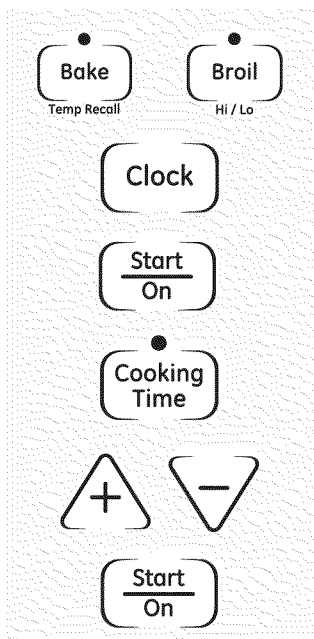 Bake Broil
Temp Recall Hi / Lo
Clock
Start
On
Cooking
Time
+ −
Start
On